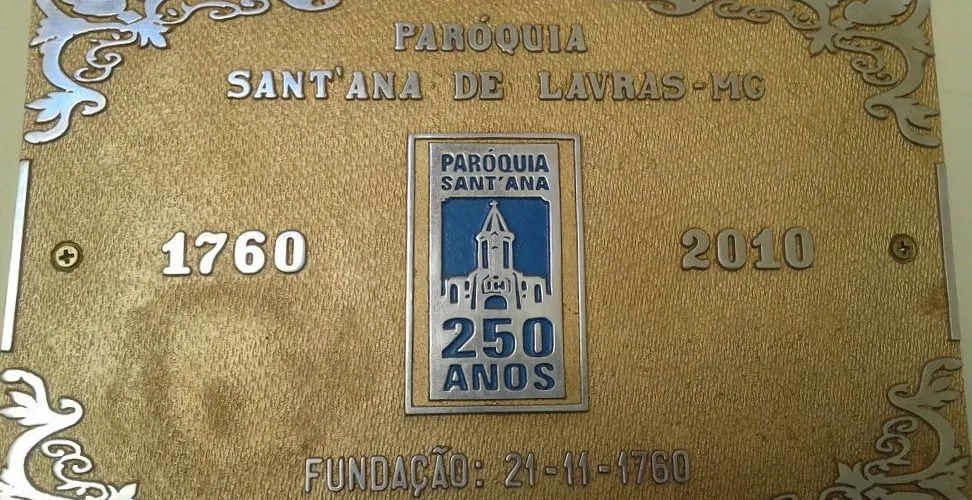 PARÓQUIA
SANT'ANA DE LAVRAS-MG
PARÓQUIA
SANT'ANA
1760
2010
250
ANOS
FUNDAÇÃO: 21-11-1760